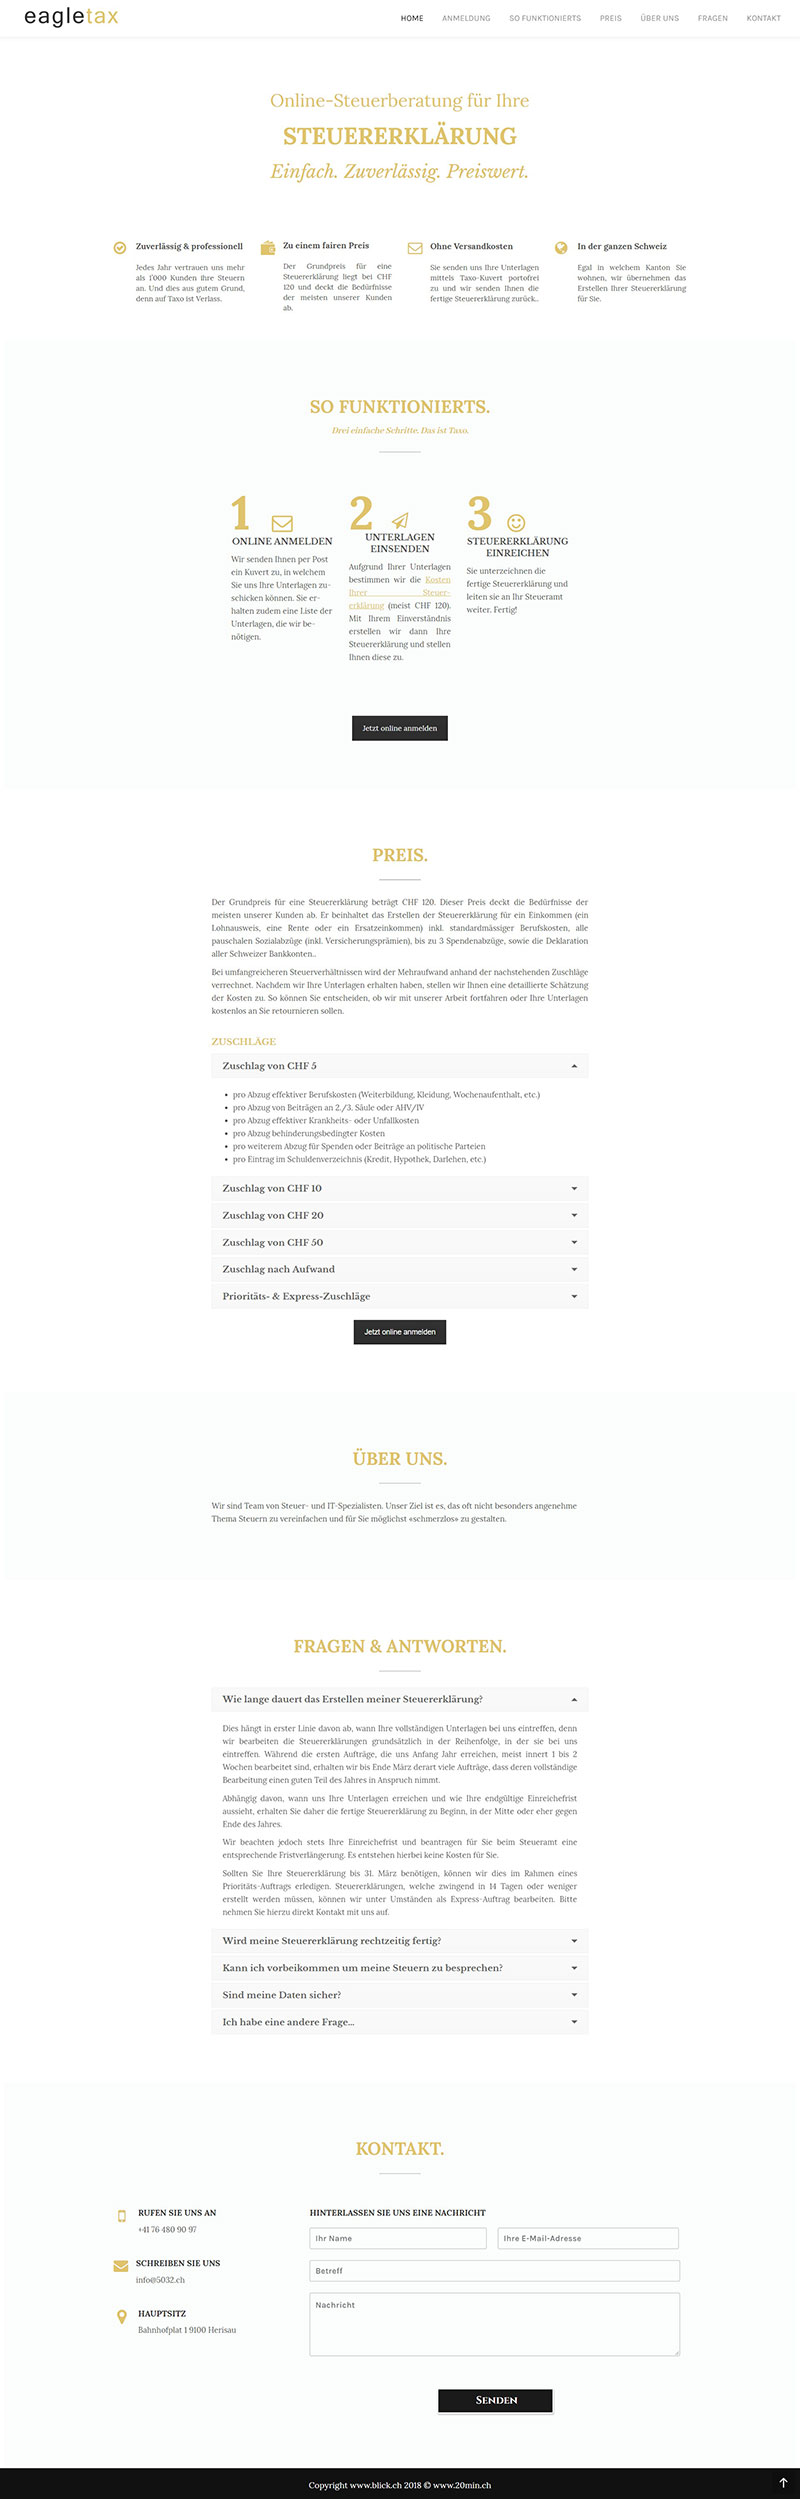 eagletax
HOME ANMELDUNG SO FUNKTIONIERTS PREIS ÜBER UNS FRAGEN KONTAKT
Online-Steuerberatung für Ihre
STEUERERKLÄRUNG
Einfach. Zuverlässig. Preiswert.
Zuverlässig & professionell
Jedes Jahr vertrauen uns mehr
als 1'000 Kunden ihre Steuern
an. Und dies aus gutem Grund,
denn auf Taxo ist Verlass.
Zu einem fairen Preis
Der Grundpreis für eine
Steuererklärung liegt bei CHF
120 und deckt die Bedürfnisse
der meisten unserer Kunden
ab.
Ohne Versandkosten
Sie senden uns Ihre Unterlagen
mittels Taxo-Kuvert portofrei
zu und wir senden Ihnen die
fertige Steuererklärung zurück..
In der ganzen Schweiz
Egal in welchem Kanton Sie
wohnen, wir übernehmen das
Erstellen Ihrer Steuererklärung
für Sie.
SO FUNKTIONIERTS.
Drei einfache Schritte. Das ist Taxo.
1
ONLINE ANMELDEN
Wir senden Ihnen per Post
ein Kuvert zu, in welchem
Sie uns Ihre Unterlagen zu-
schicken können. Sie er-
halten zudem eine Liste der
Unterlagen, die wir be-
nötigen.
2
UNTERLAGEN
EINSENDEN
Aufgrund Ihrer Unterlagen
bestimmen wir die Kosten
Ihrer Steuer-
erklärung (meist CHF 120).
Mit Ihrem Einverständnis
erstellen wir dann Ihre
Steuererklärung und stellen
Ihnen diese zu.
3
STEUERERKLÄRUNG
EINREICHEN
Sie unterzeichnen die
fertige Steuererklärung und
leiten sie an Ihr Steueramt
weiter. Fertig!
Jetzt online anmelden
PREIS.
Der Grundpreis für eine Steuererklärung beträgt CHF 120. Dieser Preis deckt die Bedürfnisse der
meisten unserer Kunden ab. Er beinhaltet das Erstellen der Steuererklärung für ein Einkommen (ein
Lohnausweis, eine Rente oder ein Ersatzeinkommen) inkl. standardmässiger Berufskosten, alle
pauschalen Sozialabzüge (inkl. Versicherungsprämien), bis zu 3 Spendenabzüge, sowie die Deklaration
aller Schweizer Bankkonten..
Bei umfangreicheren Steuerverhältnissen wird der Mehraufwand anhand der nachstehenden Zuschläge
verrechnet. Nachdem wir Ihre Unterlagen erhalten haben, stellen wir Ihnen eine detaillierte Schätzung
der Kosten zu. So können Sie entscheiden, ob wir mit unserer Arbeit fortfahren oder Ihre Unterlagen
kostenlos an Sie retournieren sollen.
ZUSCHLÄGE
Zuschlag von CHF 5
• pro Abzug effektiver Berufskosten (Weiterbildung, Kleidung, Wochenaufenthalt, etc.)
• pro Abzug von Beiträgen an 2./3. Säule oder AHV/IV
• pro Abzug effektiver Krankheits- oder Unfallkosten
• pro Abzug behinderungsbedingter Kosten
• pro weiterem Abzug für Spenden oder Beiträge an politische Parteien
• pro Eintrag im Schuldenverzeichnis (Kredit, Hypothek, Darlehen, etc.)
Zuschlag von CHF 10
Zuschlag von CHF 20
Zuschlag von CHF 50
Zuschlag nach Aufwand
Prioritäts- & Express-Zuschläge
Jetzt online anmelden
ÜBER UNS.
Wir sind Team von Steuer- und IT-Spezialisten. Unser Ziel ist es, das oft nicht besonders angenehme
Thema Steuern zu vereinfachen und für Sie möglichst «schmerzlos» zu gestalten.
FRAGEN & ANTWORTEN.
Wie lange dauert das Erstellen meiner Steuererklärung?
Dies hängt in erster Linie davon ab, wann Ihre vollständigen Unterlagen bei uns eintreffen, denn
wir bearbeiten die Steuererklärungen grundsätzlich in der Reihenfolge, in der sie bei uns
eintreffen. Während die ersten Aufträge, die uns Anfang Jahr erreichen, meist innert 1 bis 2
Wochen bearbeitet sind, erhalten wir bis Ende März derart viele Aufträge, dass deren vollständige
Bearbeitung einen guten Teil des Jahres in Anspruch nimmt.
Abhängig davon, wann uns Ihre Unterlagen erreichen und wie Ihre endgültige Einreichefrist
aussieht, erhalten Sie daher die fertige Steuererklärung zu Beginn, in der Mitte oder eher gegen
Ende des Jahres.
Wir beachten jedoch stets Ihre Einreichefrist und beantragen für Sie beim Steueramt eine
entsprechende Fristverlängerung. Es entstehen hierbei keine Kosten für Sie.
Sollten Sie Ihre Steuererklärung bis 31. März benötigen, können wir dies im Rahmen eines
Prioritäts-Auftrags erledigen. Steuererklärungen, welche zwingend in 14 Tagen oder weniger
erstellt werden müssen, können wir unter Umständen als Express-Auftrag bearbeiten. Bitte
nehmen Sie hierzu direkt Kontakt mit uns auf.
Wird meine Steuererklärung rechtzeitig fertig?
Kann ich vorbeikommen um meine Steuern zu besprechen?
Sind meine Daten sicher?
Ich habe eine andere Frage...
KONTAKT.
RUFEN SIE UNS AN
+41 76 480 90 97
SCHREIBEN SIE UNS
info@5032.ch
HAUPTSITZ
Bahnhofplat 1 9100 Herisau
HINTERLASSEN SIE UNS EINE NACHRICHT
Ihr Name
Ihre E-Mail-Adresse
Betreff
Nachricht
SENDEN
Copyright www.blick.ch 2018 © www.20min.ch